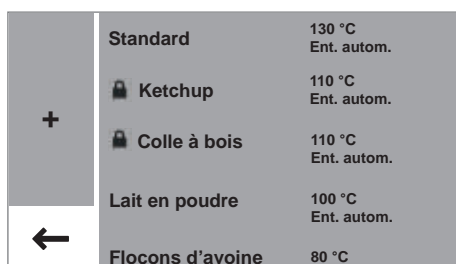 Standard 130 °C
Ent. autom.
Ketchup 110 °C
Ent. autom.
+
Colle à bois 110 °C
Ent. autom.
Lait en poudre 100 °C
Ent. autom.
Flocons d'avoine 80 °C